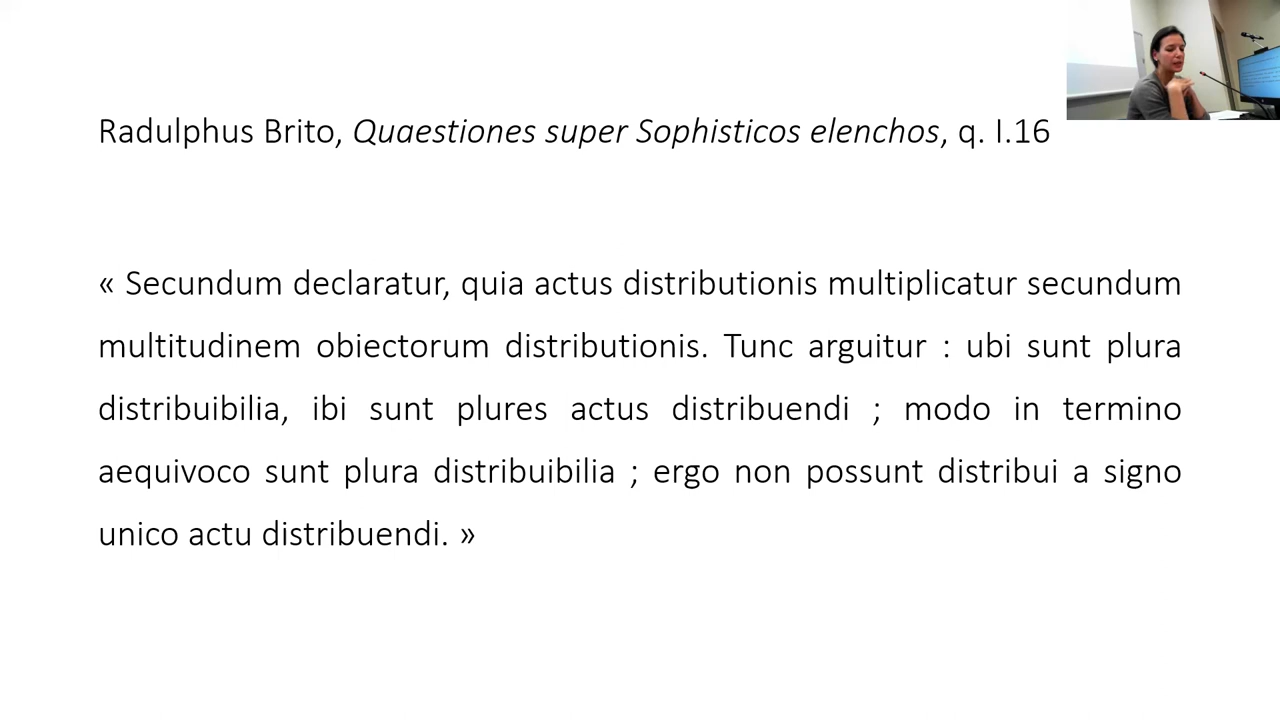 Radulphus Brito, Quaestiones super Sophisticos elenchos, q. I.16
« Secundum declaratur, quia actus distributionis multiplicatur secundum
multitudinem obiectorum distributionis. Tunc arguitur : ubi sunt plura
distribuibilia, ibi sunt plures actus distribuendi ; modo in termino
aequivoco sunt plura distribuibilia ; ergo non possunt distribui a signo
unico actu distribuendi. »